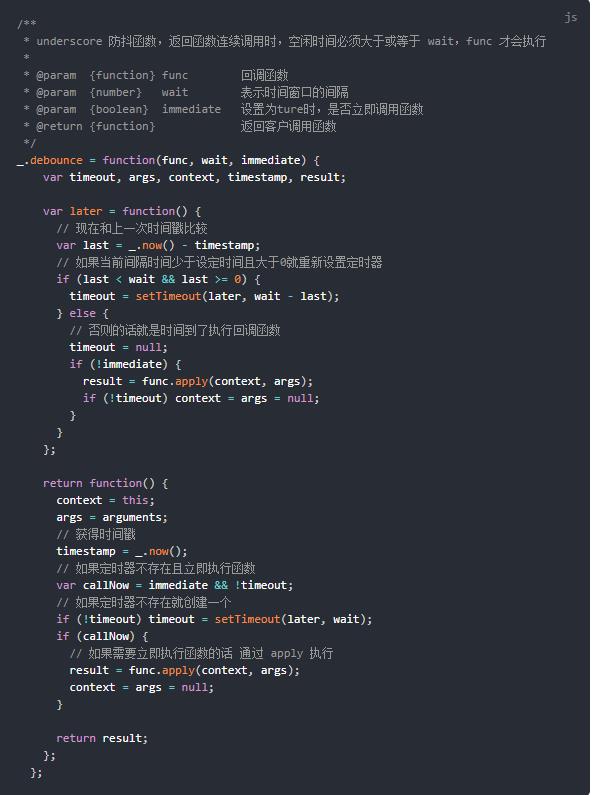 js
/**
 * underscore 防抖函数，返回函数连续调用时，空闲时间必须大于或等于 wait，func 才会执行
 *
 * @param  {function} func        回调函数
 * @param  {number}   wait        表示时间窗口的间隔
 * @param  {boolean}  immediate   设置为ture时，是否立即调用函数
 * @return {function}             返回客户调用函数
 */
_.debounce = function(func, wait, immediate) {
    var timeout, args, context, timestamp, result;

    var later = function() {
      // 现在和上一次时间戳比较
      var last = _.now() - timestamp;
      // 如果当前间隔时间少于设定时间且大于0就重新设置定时器
      if (last < wait && last >= 0) {
        timeout = setTimeout(later, wait - last);
      } else {
        // 否则的话就是时间到了执行回调函数
        timeout = null;
        if (!immediate) {
          result = func.apply(context, args);
          if (!timeout) context = args = null;
        }
      }
    };

    return function() {
      context = this;
      args = arguments;
      // 获得时间戳
      timestamp = _.now();
      // 如果定时器不存在且立即执行函数
      var callNow = immediate && !timeout;
      // 如果定时器不存在就创建一个
      if (!timeout) timeout = setTimeout(later, wait);
      if (callNow) {
        // 如果需要立即执行函数的话 通过 apply 执行
        result = func.apply(context, args);
        context = args = null;
      }

      return result;
    };
  };